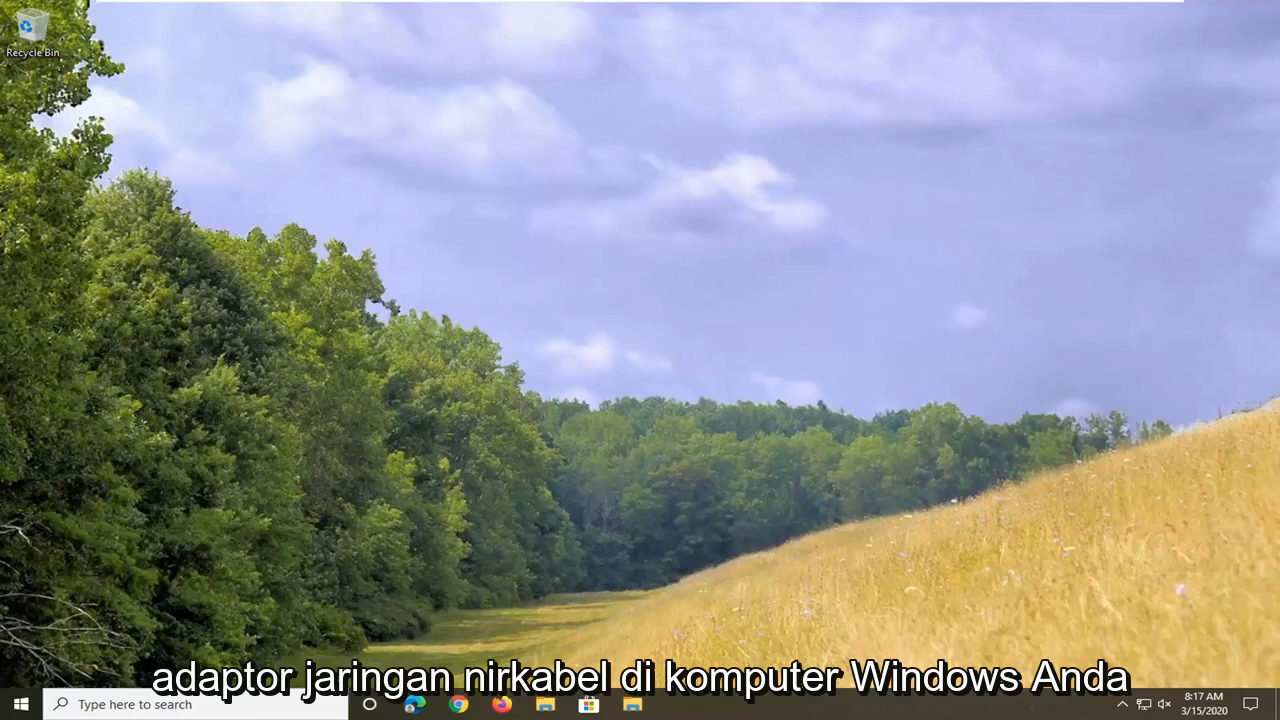 Recycle Bin
adaptor jaringan nirkabel di komputer Windows Anda
Type here to search
8:17 AM
3/15/2020